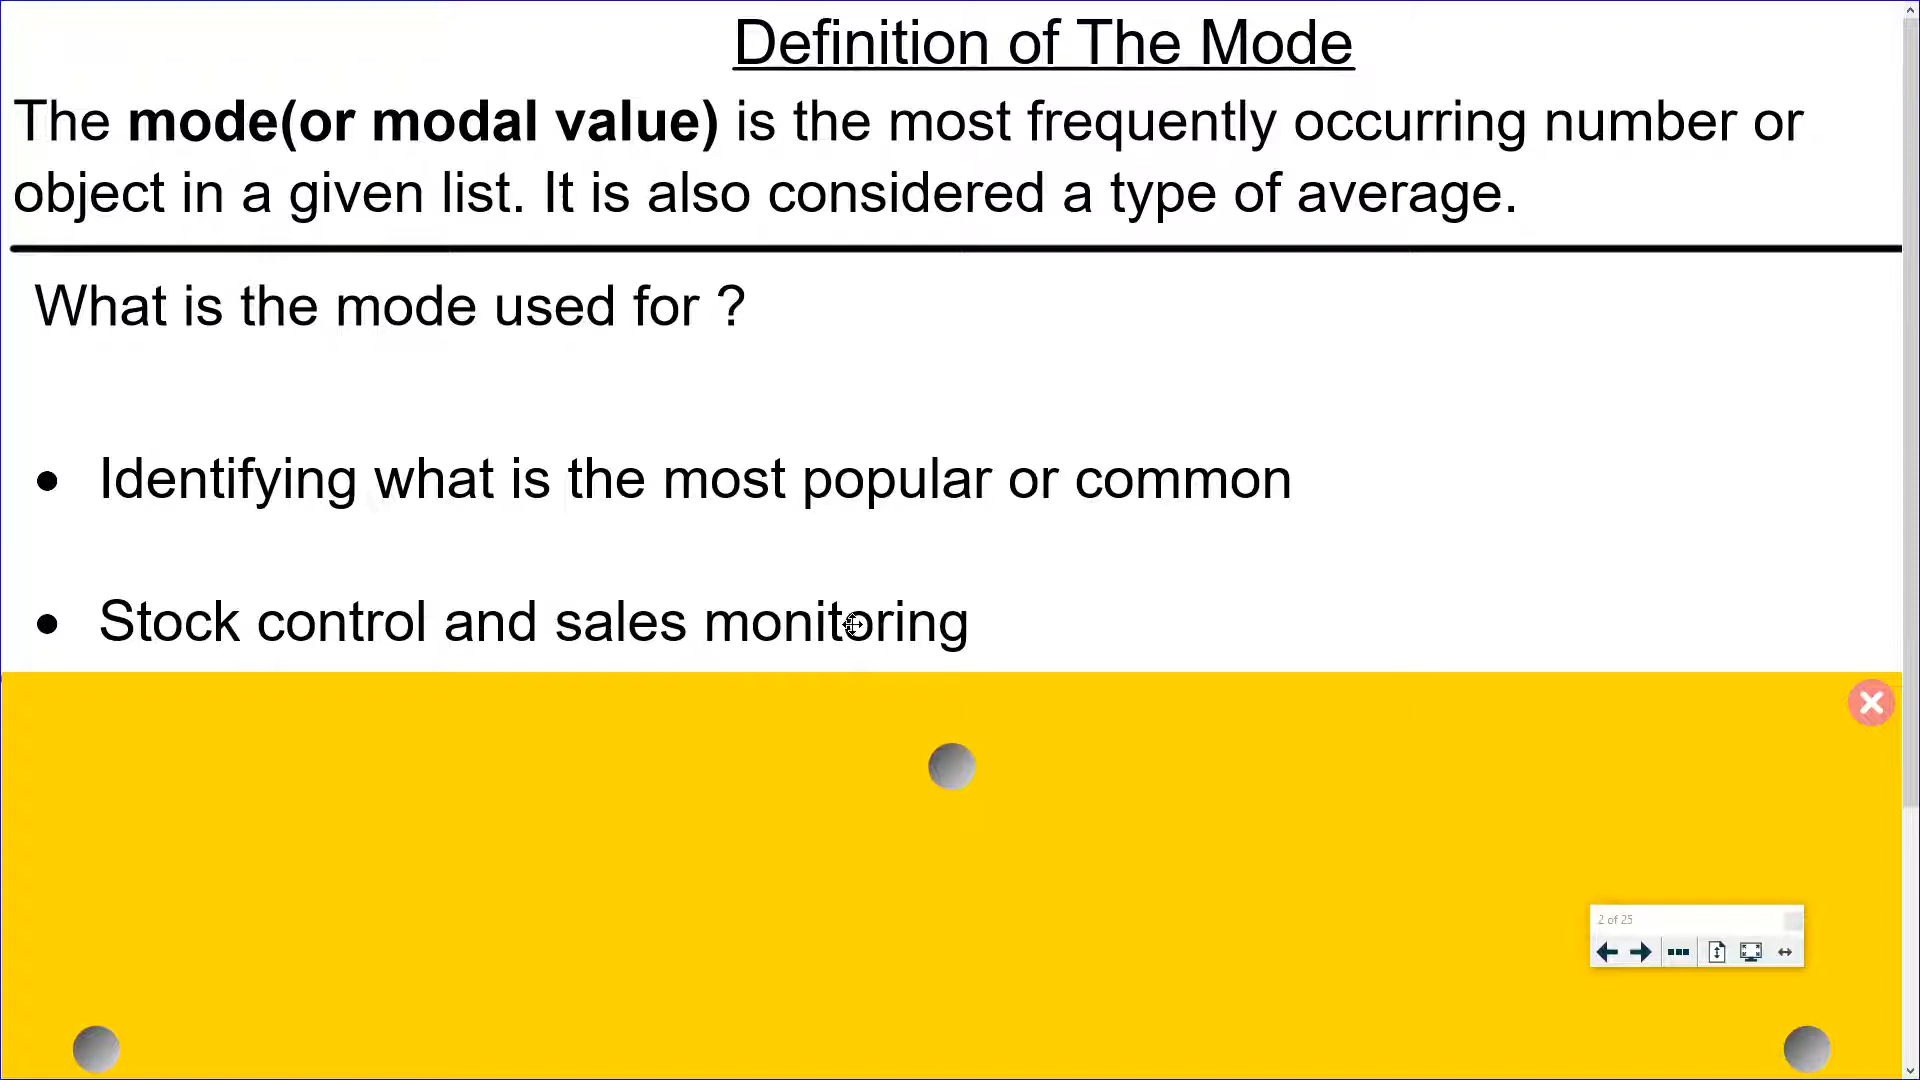 Definition of The Mode
The mode(or modal value) is the most frequently occurring number or
object in a given list. It is also considered a type of average.
What is the mode used for ?
• Identifying what is the most popular or common
• Stock control and sales monitoring
2 of 25